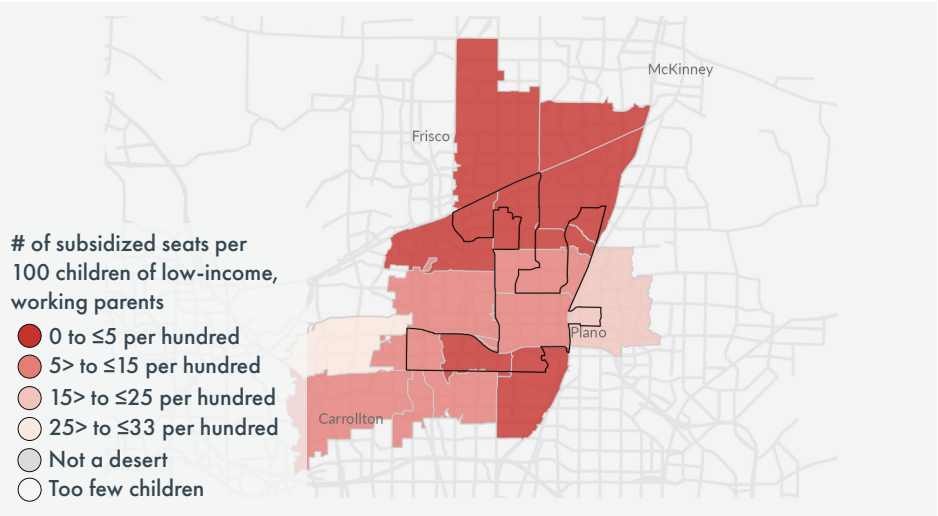 McKinney
Frisco
# of subsidized seats per
100 children of low-income,
working parents
0 to ≤5 per hundred
5> to ≤15 per hundred
15> to ≤25 per hundred
25> to ≤33 per hundred
Not a desert
Too few children
Plano
Carrollton